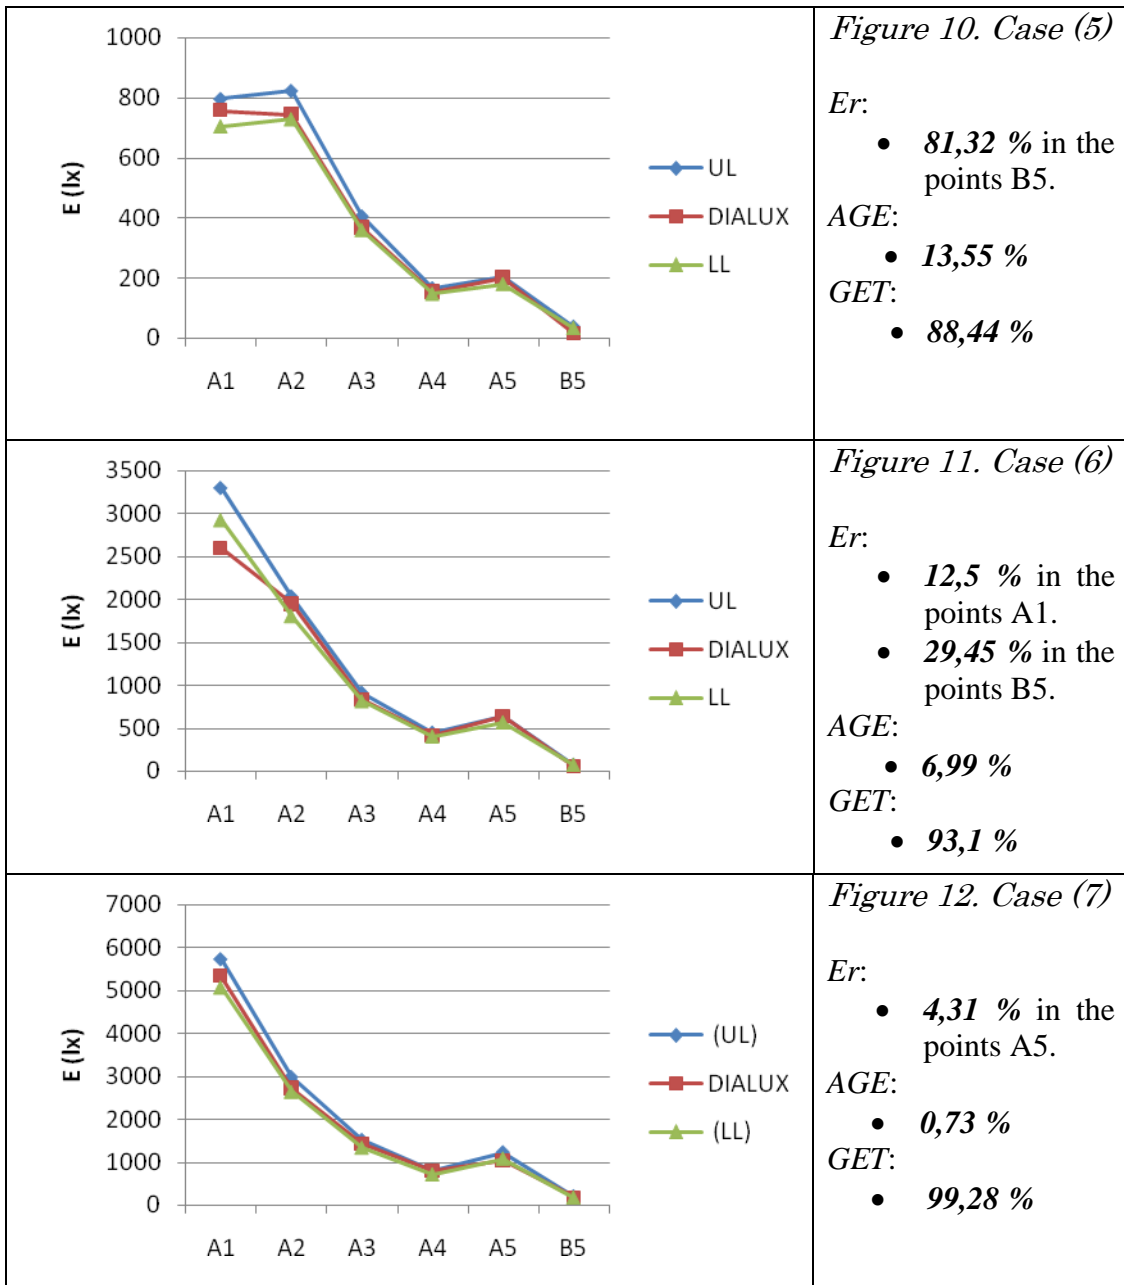 1000
800
600
400
200
0
E (lx)
A1 A2 A3 A4 A5 B5
UL
DIALUX
LL
Figure 10. Case (5)
Er:
• 81,32 % in the
points B5.
AGE:
• 13,55 %
GET:
• 88,44 %
3500
3000
2500
2000
1500
1000
500
0
E (lx)
A1 A2 A3 A4 A5 B5
UL
DIALUX
LL
Figure 11. Case (6)
Er:
• 12,5 % in the
points A1.
• 29,45 % in the
points B5.
AGE:
• 6,99 %
GET:
• 93,1 %
7000
6000
5000
4000
3000
2000
1000
0
E (lx)
A1 A2 A3 A4 A5 B5
(UL)
DIALUX
(LL)
Figure 12. Case (7)
Er:
• 4,31 % in the
points A5.
AGE:
• 0,73 %
GET:
• 99,28 %